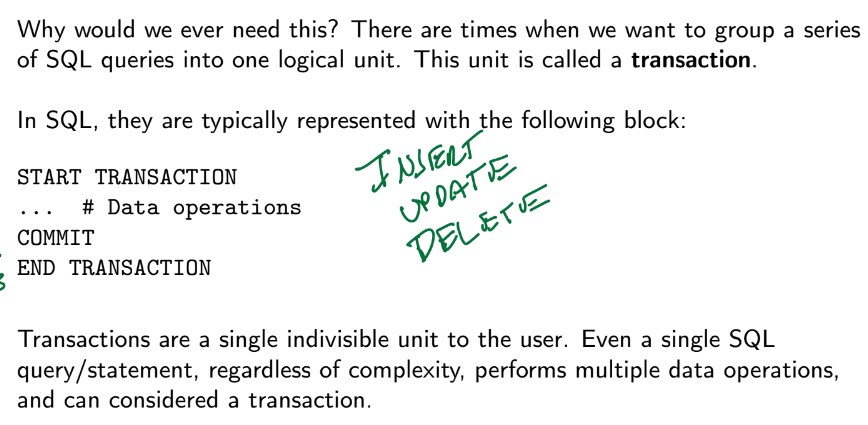 Why would we ever need this? There are times when we want to group a series
of SQL queries into one logical unit. This unit is called a transaction.
In SQL, they are typically represented with the following block:
START TRANSACTION
... # Data operations
COMMIT
END TRANSACTION
INSERT
UPDATE
DELETE
Transactions are a single indivisible unit to the user. Even a single SQL
query/statement, regardless of complexity, performs multiple data operations,
and can considered a transaction.